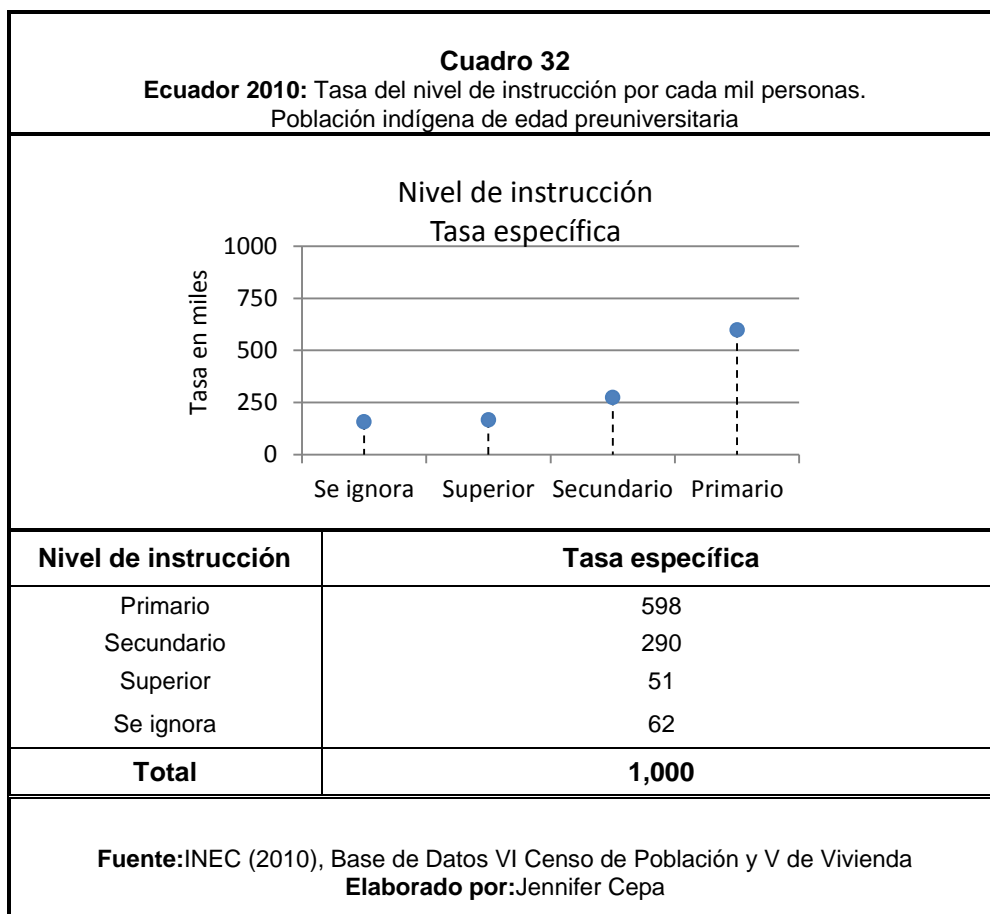 Cuadro 32
Ecuador 2010: Tasa del nivel de instrucción por cada mil personas.
Población indígena de edad preuniversitaria
Nivel de instrucción
Tasa específica
1000
750
500
250
0
Tasa en miles
Se ignora Superior Secundario Primario
Nivel de instrucción Tasa específica
Primario 598
Secundario 290
Superior 51
Se ignora 62
Total 1,000
Fuente:INEC (2010), Base de Datos VI Censo de Población y V de Vivienda
Elaborado por:Jennifer Cepa